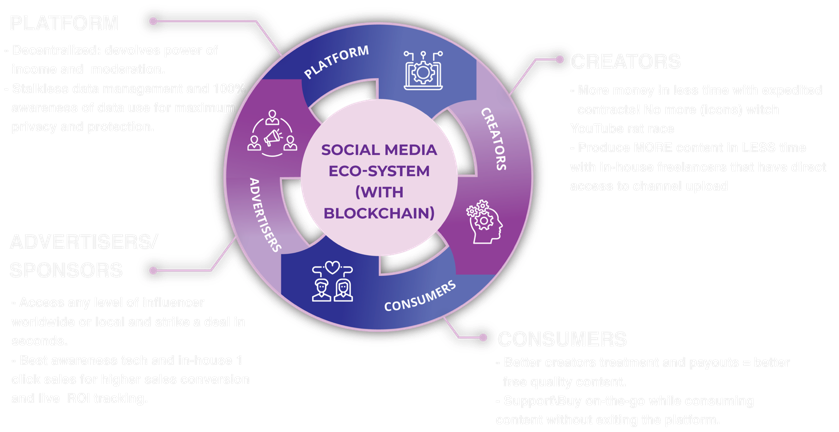 PLATFORM
- Decentralized: devolves power of
income and moderation.
- Stalkless data management and 100%
awareness of data use for maximum
privacy and protection.
CREATORS
- More money in less time with expedited
contracts! No more (icons) witch
YouTube rat race
- Produce MORE content in LESS time
with in-house freelancers that have direct
access to channel upload
PLATFORM
CREATORS
ADVERTISERS
CONSUMERS
SOCIAL MEDIA
ECO-SYSTEM
(WITH
BLOCKCHAIN)
ADVERTISERS/
SPONSORS
- Access any level of influencer
worldwide or local and strike a deal in
seconds.
- Best awareness tech and in-house 1
click sales for higher sales conversion
and live ROI tracking.
CONSUMERS
- Better creators treatment and payouts = better
free quality content.
- Support\Buy on-the-go while consuming
content without exiting the platform.